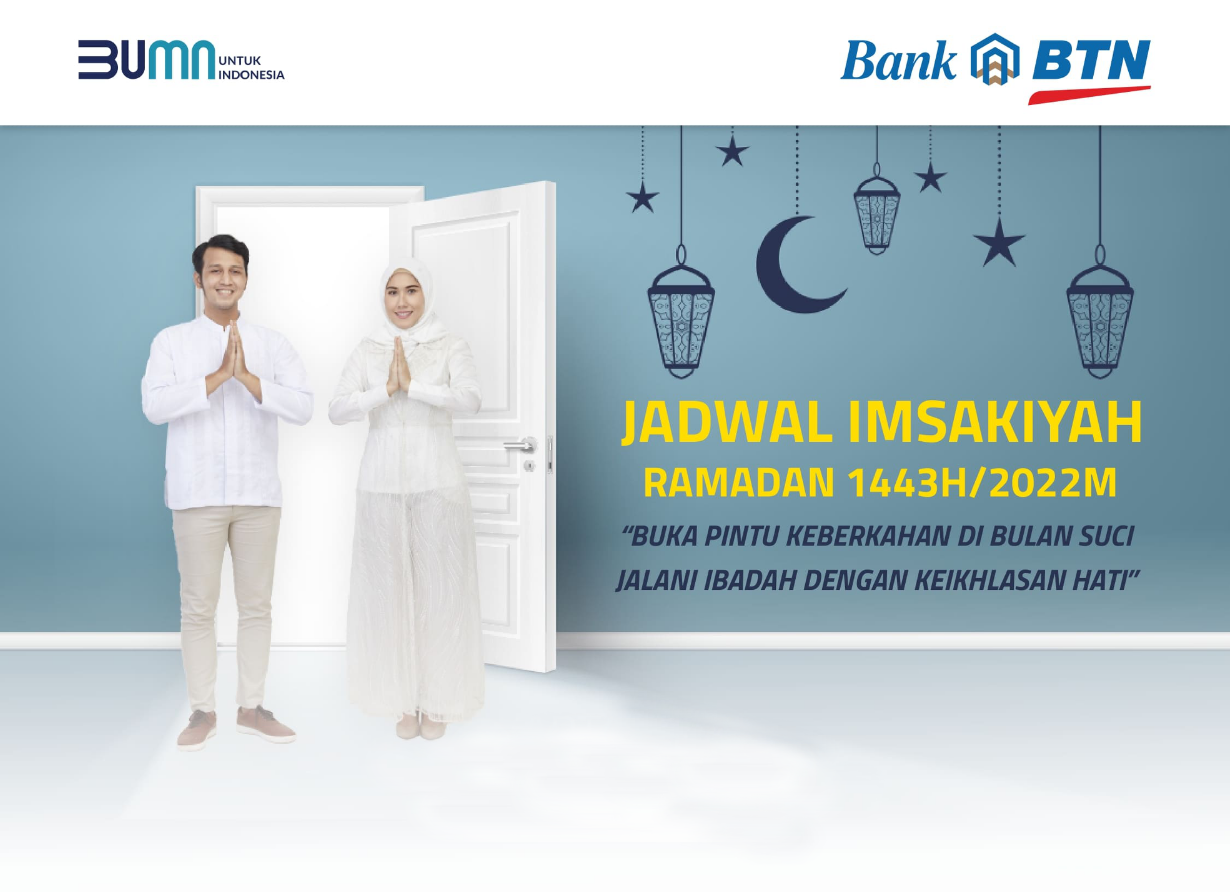 BUMN UNTUK
INDONESIA
Bank BTN
JADWAL IMSAKIYAH
RAMADAN 1443H/2022M
“BUKA PINTU KEBERKAHAN DI BULAN SUCI
JALANI IBADAH DENGAN KEIKHLASAN HATI”